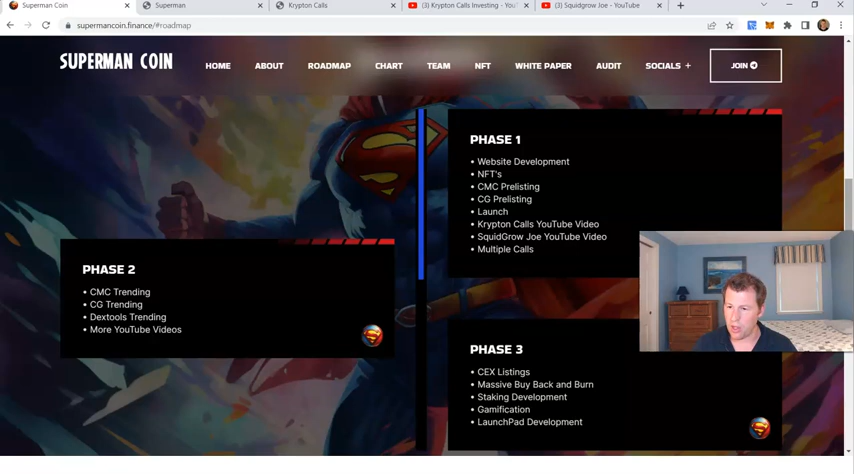 Superman Coin
Superman
Krypton Calls
(3) Krypton Calls Investing - You
(5) Squidgrow Joe - YouTube
supermancoin.finance/#roadmap
SUPERMAN COIN
HOME
ABOUT
ROADMAP
CHART
TEAM
NFT
WHITE PAPER
AUDIT
SOCIALS +
JOIN
PHASE 1
• Website Development
• NFT's
• CMC Prelisting
• CG Prelisting
• Launch
• Krypton Calls YouTube Video
• SquidGrow Joe YouTube Video
• Multiple Calls
PHASE 2
• CMC Trending
• CG Trending
• Dextools Trending
• More YouTube Videos
PHASE 3
• CEX Listings
• Massive Buy Back and Burn
• Staking Development
• Gamification
• LaunchPad Development